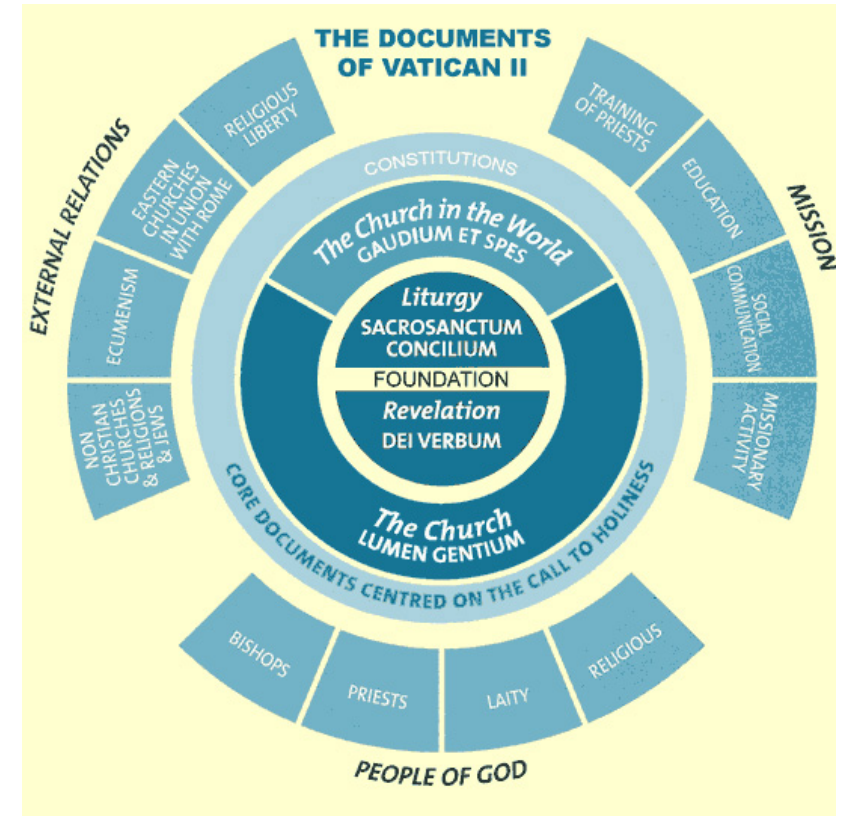 THE DOCUMENTS
OF VATICAN II
EXTERNAL RELATIONS
RELIGIOUS
LIBERTY
EASTERN
CHURCHES
IN UNION
WITH ROME
ECUMENISM
NON
CHRISTIAN
CHURCHES
& RELIGIONS
& JEWS
CONSTITUTIONS
The Church in the World
GAUDIUM ET SPES
Liturgy
SACROSANCTUM
CONCILIUM
FOUNDATION
Revelation
DEI VERBUM
The Church
LUMEN GENTIUM
CORE DOCUMENTS CENTRED ON THE CALL TO HOLINESS
TRAINING
OF PRIESTS
EDUCATION
SOCIAL
COMMUNICATION
MISSIONARY
ACTIVITY
MISSION
BISHOPS
PRIESTS
LAITY
RELIGIOUS
PEOPLE OF GOD